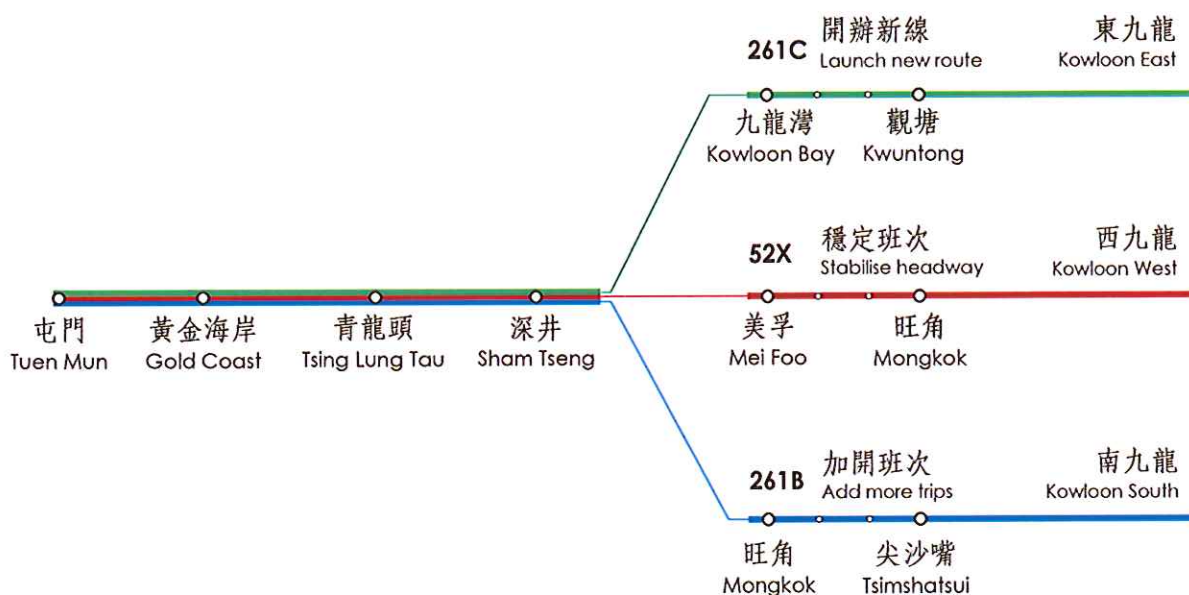 261C
開辦新線
Launch new route
東九龍
Kowloon East
九龍灣
Kowloon Bay
觀塘
Kwuntong
52X
穩定班次
Stabilise headway
西九龍
Kowloon West
屯門
Tuen Mun
黃金海岸
Gold Coast
青龍頭
Tsing Lung Tau
深井
Sham Tseng
美孚
Mei Foo
旺角
Mongkok
261B
加開班次
Add more trips
南九龍
Kowloon South
旺角
Mongkok
尖沙嘴
Tsimshatsui